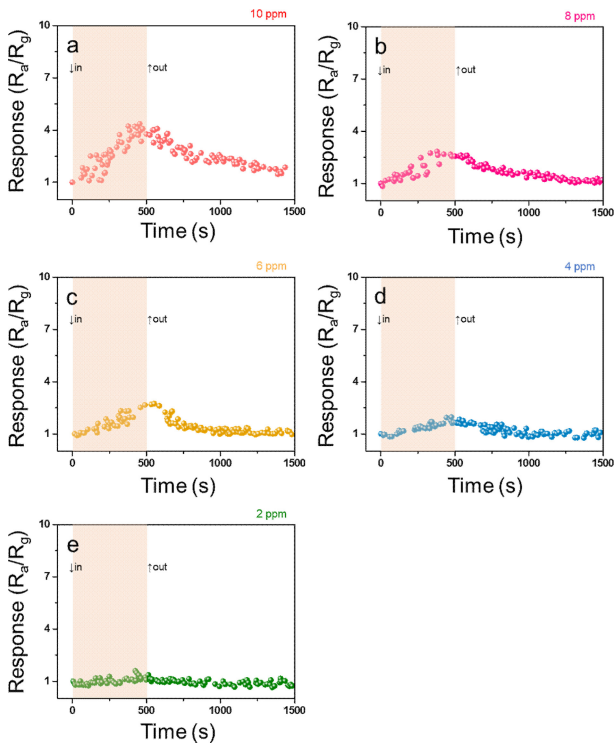 10 ppm
8 ppm
a
b
↓in
↑out
↓in
↑out
Response (Ra/Rg)
Response (Ra/Rg)
10
7
4
1
10
7
4
1
0 500 1000 1500
0 500 1000 1500
Time (s)
Time (s)
6 ppm
4 ppm
c
d
↓in
↑out
↓in
↑out
Response (Ra/Rg)
Response (Ra/Rg)
10
7
4
1
10
7
4
1
0 500 1000 1500
0 500 1000 1500
Time (s)
Time (s)
2 ppm
e
↓in
↑out
Response (Ra/Rg)
10
7
4
1
0 500 1000 1500
Time (s)